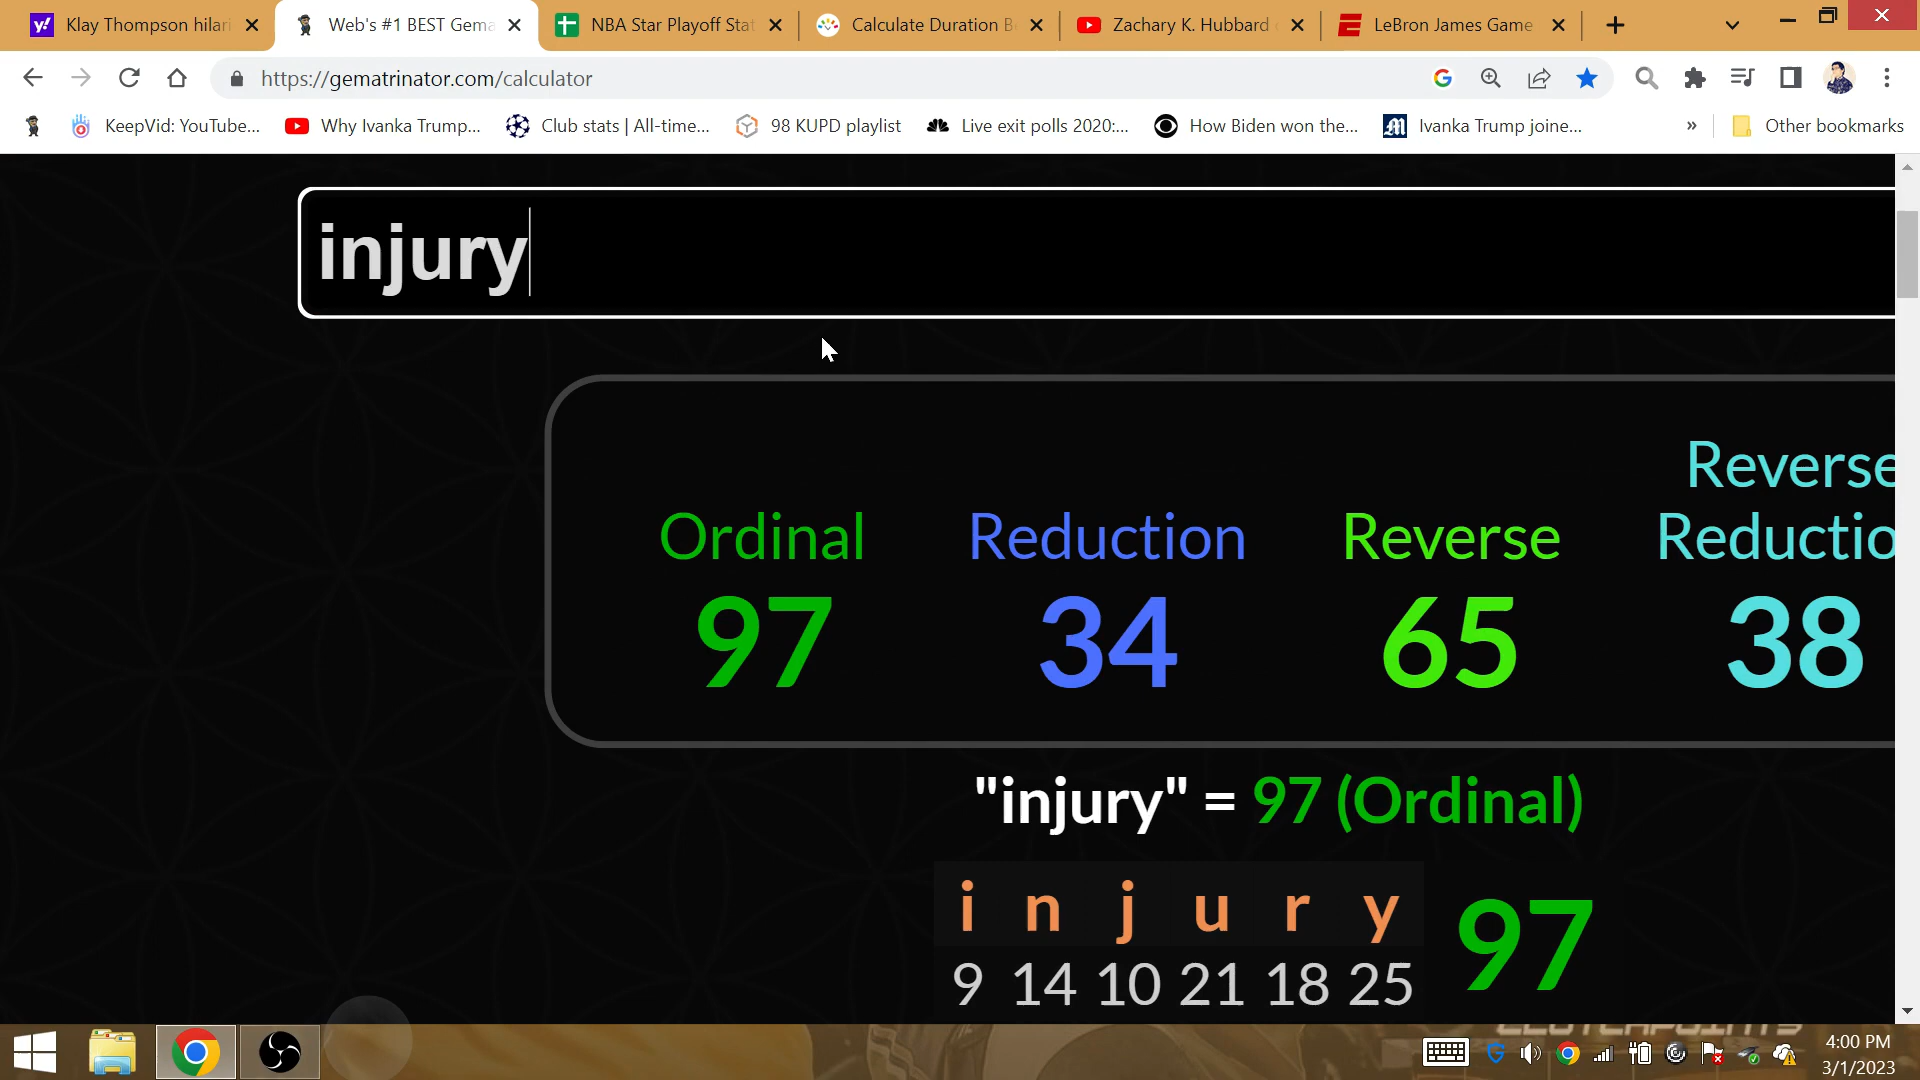 Klay Thompson hilari
Web's #1 BEST Gema
NBA Star Playoff Stat
Calculate Duration B
Zachary K. Hubbard
LeBron James Game
https://gematrinator.com/calculator
KeepVid: YouTube...
Why Ivanka Trump...
Club stats | All-time...
98 KUPD playlist
Live exit polls 2020:...
How Biden won the...
Ivanka Trump joine...
»
Other bookmarks
injury
Ordinal
97
Reduction
34
Reverse
65
Reverse
Reductio
38
"injury" = 97 (Ordinal)
i n j u r y
97
9 14 10 21 18 25
4:00 PM
3/1/2023